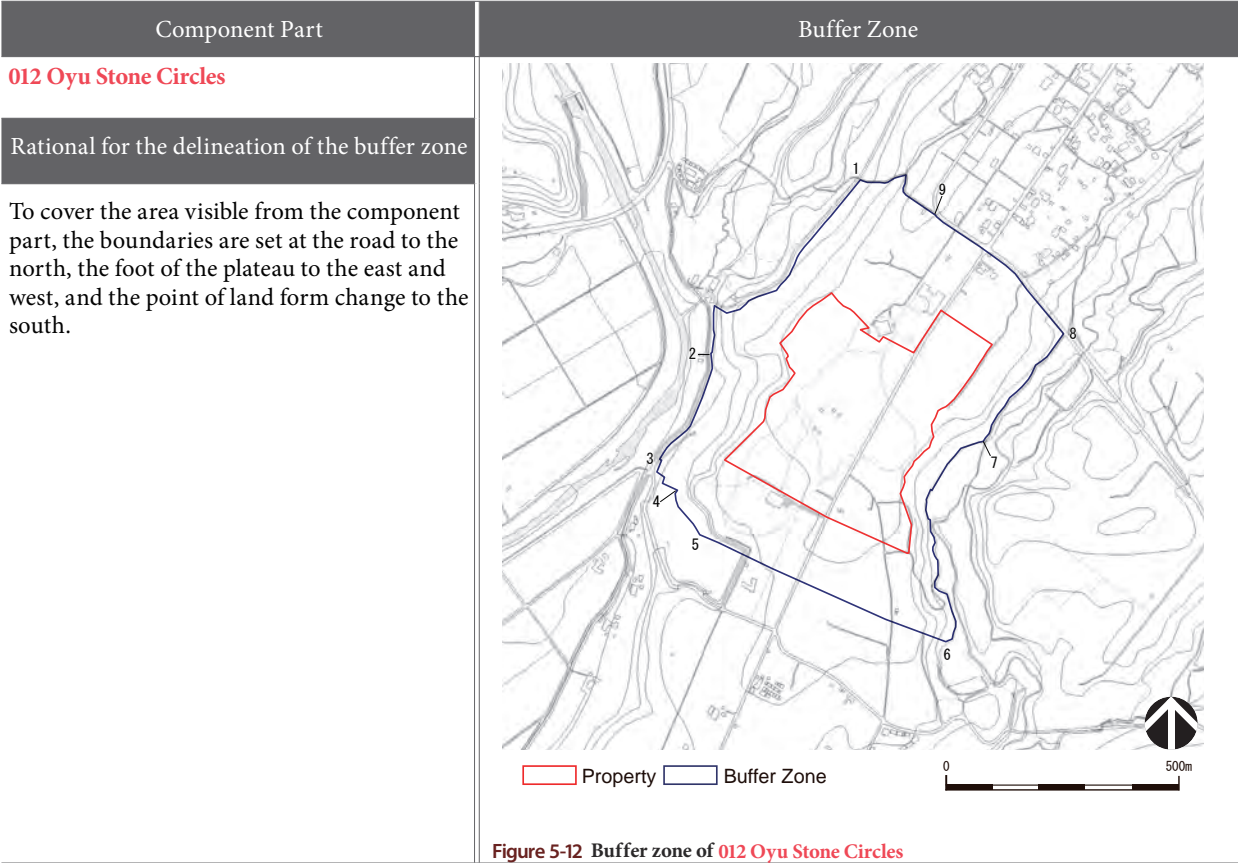 Component Part
Buffer Zone
012 Oyu Stone Circles
Rational for the delineation of the buffer zone
To cover the area visible from the component
part, the boundaries are set at the road to the
north, the foot of the plateau to the east and
west, and the point of land form change to the
south.
1
9
8
2
7
3
4
5
6
Property
Buffer Zone
0
500m
Figure 5-12 Buffer zone of 012 Oyu Stone Circles